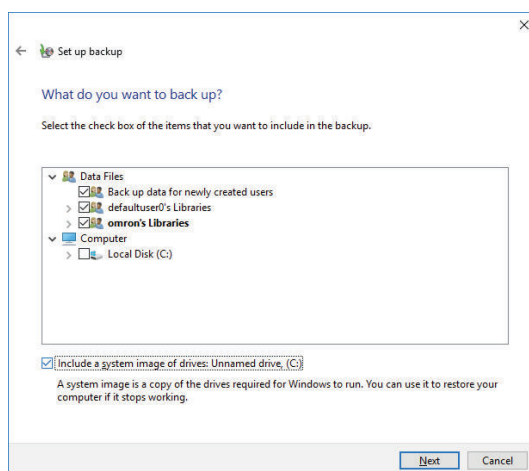 Set up backup
What do you want to back up?
Select the check box of the items that you want to include in the backup.
Data Files
Back up data for newly created users
defaultuser0's Libraries
omron's Libraries
Computer
Local Disk (C:)
Include a system image of drives: Unnamed drive, (C:)
A system image is a copy of the drives required for Windows to run. You can use it to restore your
computer if it stops working.
Next Cancel